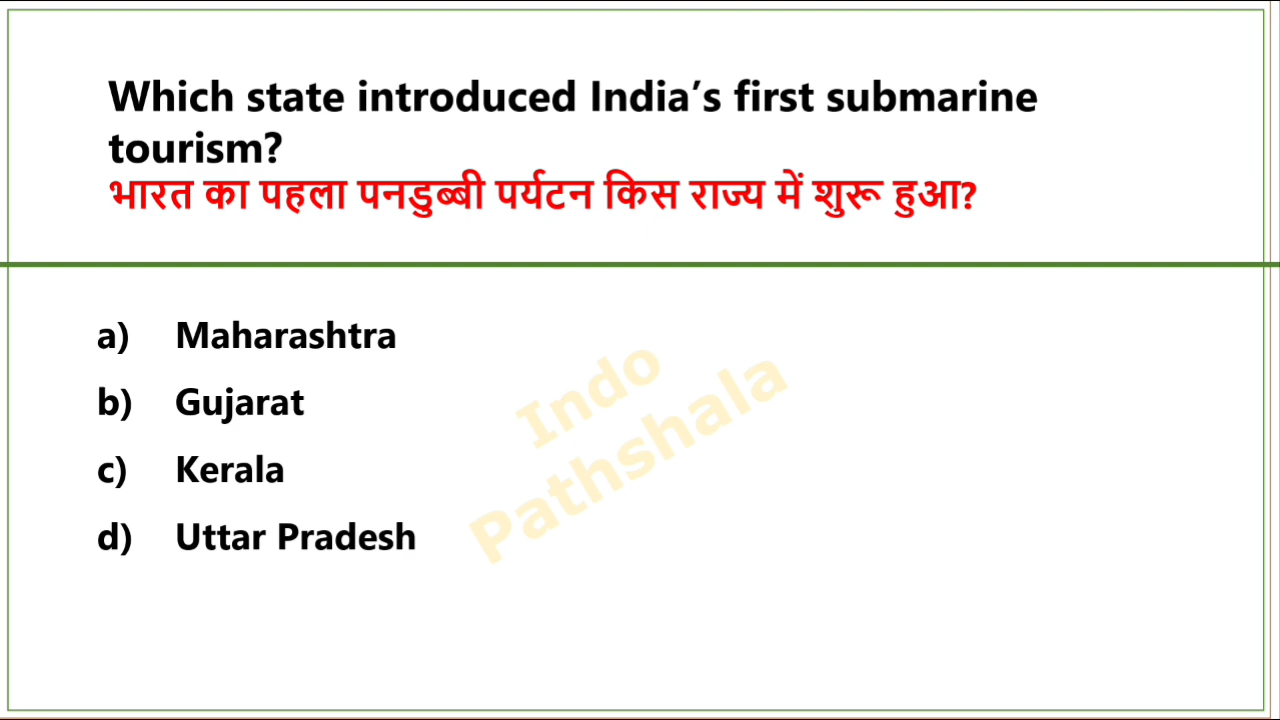 Which state introduced India’s first submarine
tourism?
भारत का पहला पनडुब्बी पर्यटन किस राज्य में शुरू हुआ?
a) Maharashtra
b) Gujarat
c) Kerala
d) Uttar Pradesh
Indo
Pathshala